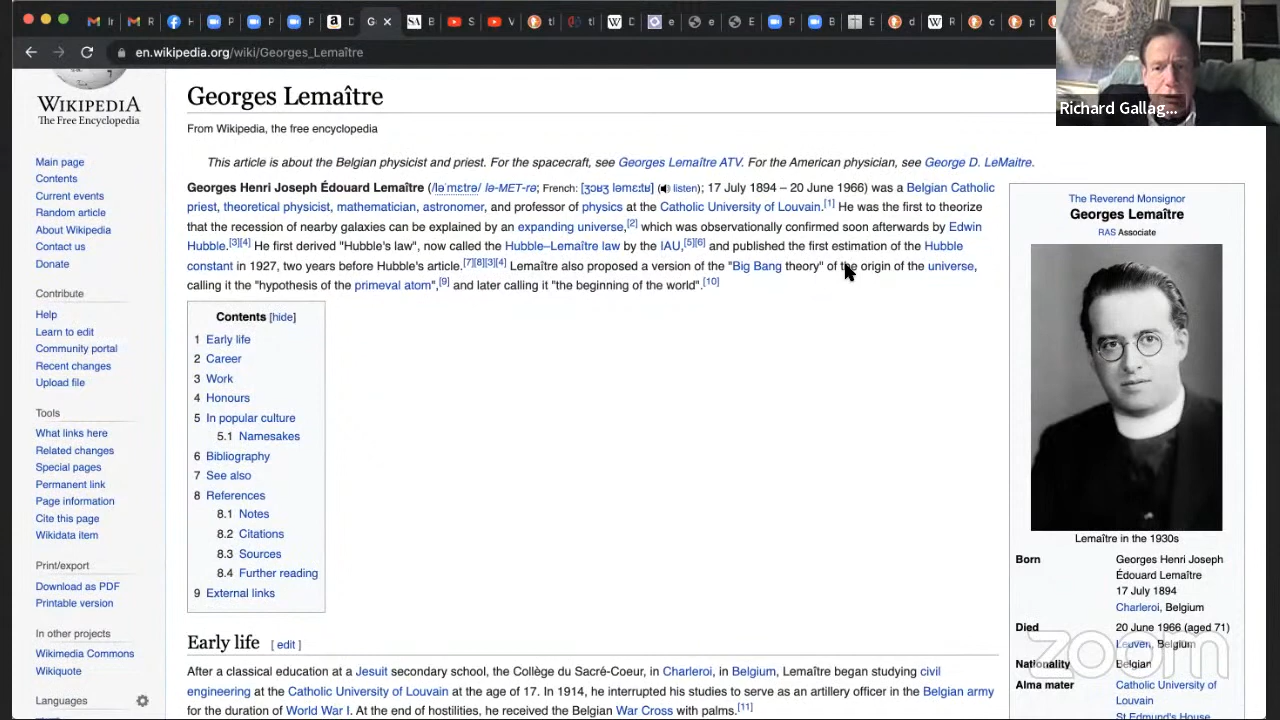 en.wikipedia.org/wiki/Georges_Lemaître
Richard Gallag...
WIKIPEDIA
The Free Encyclopedia
Main page
Contents
Current events
Random article
About Wikipedia
Contact us
Donate
Contribute
Help
Learn to edit
Community portal
Recent changes
Upload file
Tools
What links here
Related changes
Special pages
Permanent link
Page information
Cite this page
Wikidata item
Print/export
Download as PDF
Printable version
In other projects
Wikimedia Commons
Wikiquote
Languages
Georges Lemaître
From Wikipedia, the free encyclopedia
This article is about the Belgian physicist and priest. For the spacecraft, see Georges Lemaître ATV. For the American physician, see George D. LeMaitre.
Georges Henri Joseph Édouard Lemaître (/ləˈmɛtrə/ lə-MET-rə; French: [ʒɔʁʒ ləmɛːtʁ] (listen); 17 July 1894 – 20 June 1966) was a Belgian Catholic
priest, theoretical physicist, mathematician, astronomer, and professor of physics at the Catholic University of Louvain.[1] He was the first to theorize
that the recession of nearby galaxies can be explained by an expanding universe,[2] which was observationally confirmed soon afterwards by Edwin
Hubble.[3][4] He first derived "Hubble's law", now called the Hubble–Lemaître law by the IAU,[5][6] and published the first estimation of the Hubble
constant in 1927, two years before Hubble's article.[7][8][3][4] Lemaître also proposed a version of the "Big Bang theory" of the origin of the universe,
calling it the "hypothesis of the primeval atom",[9] and later calling it "the beginning of the world".[10]
Contents [hide]
1 Early life
2 Career
3 Work
4 Honours
5 In popular culture
5.1 Namesakes
6 Bibliography
7 See also
8 References
8.1 Notes
8.2 Citations
8.3 Sources
8.4 Further reading
9 External links
Early life [ edit ]
After a classical education at a Jesuit secondary school, the Collège du Sacré-Coeur, in Charleroi, in Belgium, Lemaître began studying civil
engineering at the Catholic University of Louvain at the age of 17. In 1914, he interrupted his studies to serve as an artillery officer in the Belgian army
for the duration of World War I. At the end of hostilities, he received the Belgian War Cross with palms.[11]
The Reverend Monsignor
Georges Lemaître
RAS Associate
Lemaître in the 1930s
Born Georges Henri Joseph
Édouard Lemaître
17 July 1894
Charleroi, Belgium
Died 20 June 1966 (aged 71)
Leuven, Belgium
Nationality Belgian
Alma mater Catholic University of
Louvain
St Edmund's House
zoom